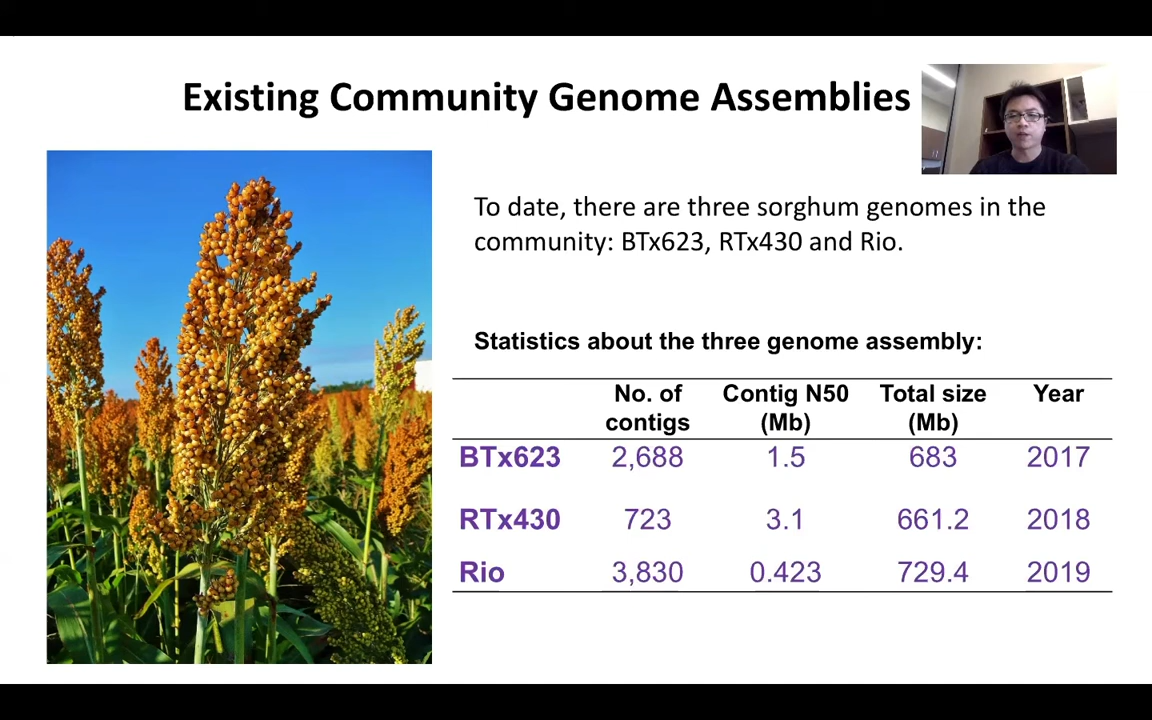 Existing Community Genome Assemblies
To date, there are three sorghum genomes in the
community: BTx623, RTx430 and Rio.
Statistics about the three genome assembly:
No. of contigs Contig N50 (Mb) Total size (Mb) Year
BTx623 2,688 1.5 683 2017
RTx430 723 3.1 661.2 2018
Rio 3,830 0.423 729.4 2019